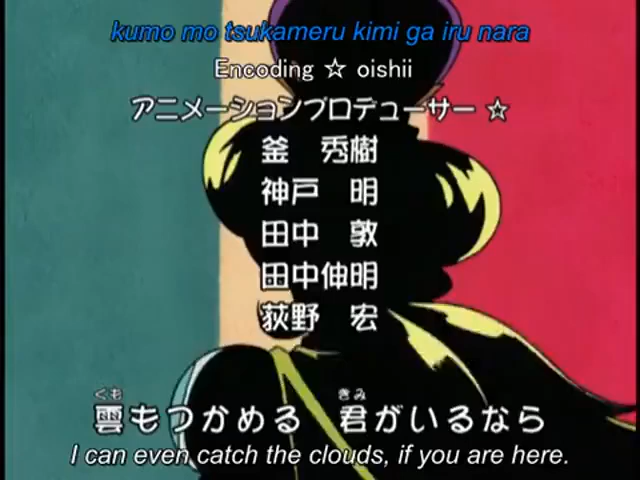 kumo mo tsukameru kimi ga iru nara
Encoding ☆ oishii
アニメーションプロデューサー ☆
釜 秀樹
神戸 明
田中 敦
田中伸明
荻野 宏
くも きみ
雲もつかめる 君がいるなら
I can even catch the clouds, if you are here.